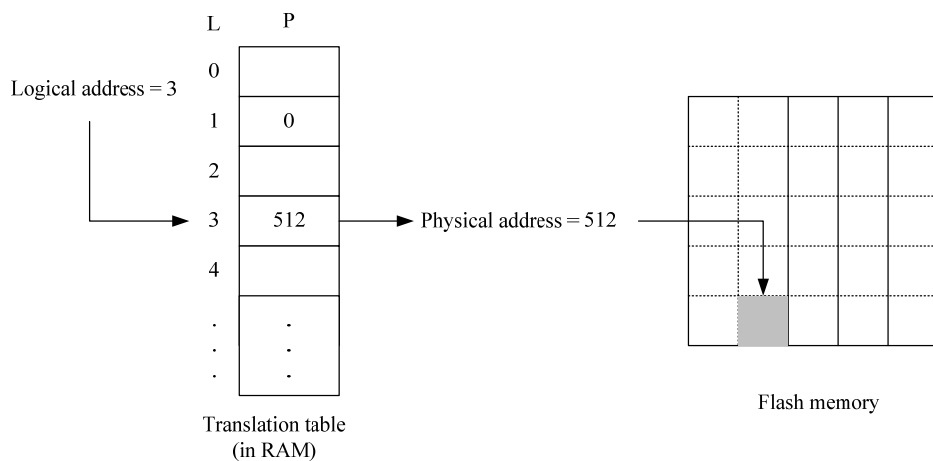 L P
0
Logical address = 3
1 0
2
3 512
Physical address = 512
4
. .
. .
. .
Translation table
(in RAM)
Flash memory